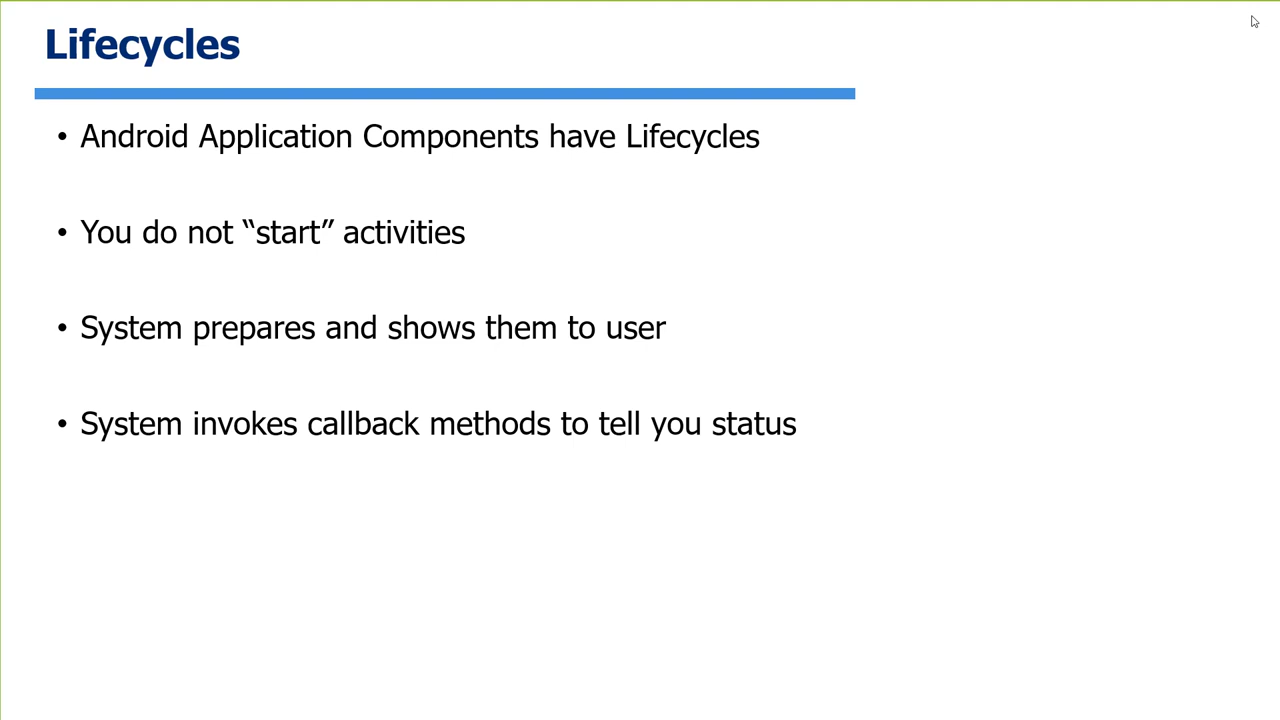 Lifecycles
• Android Application Components have Lifecycles
• You do not “start” activities
• System prepares and shows them to user
• System invokes callback methods to tell you status